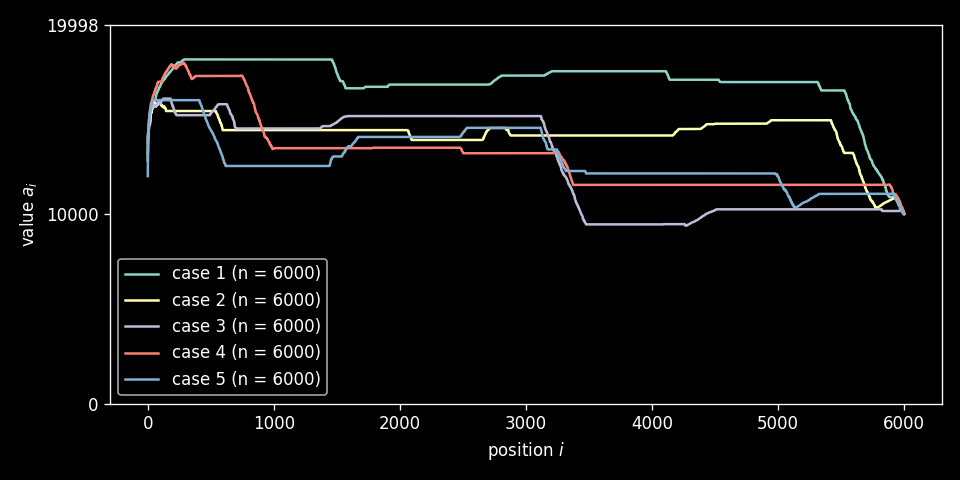 19998
10000
0
value aᵢ
case 1 (n = 6000)
case 2 (n = 6000)
case 3 (n = 6000)
case 4 (n = 6000)
case 5 (n = 6000)
0 1000 2000 3000 4000 5000 6000
position i